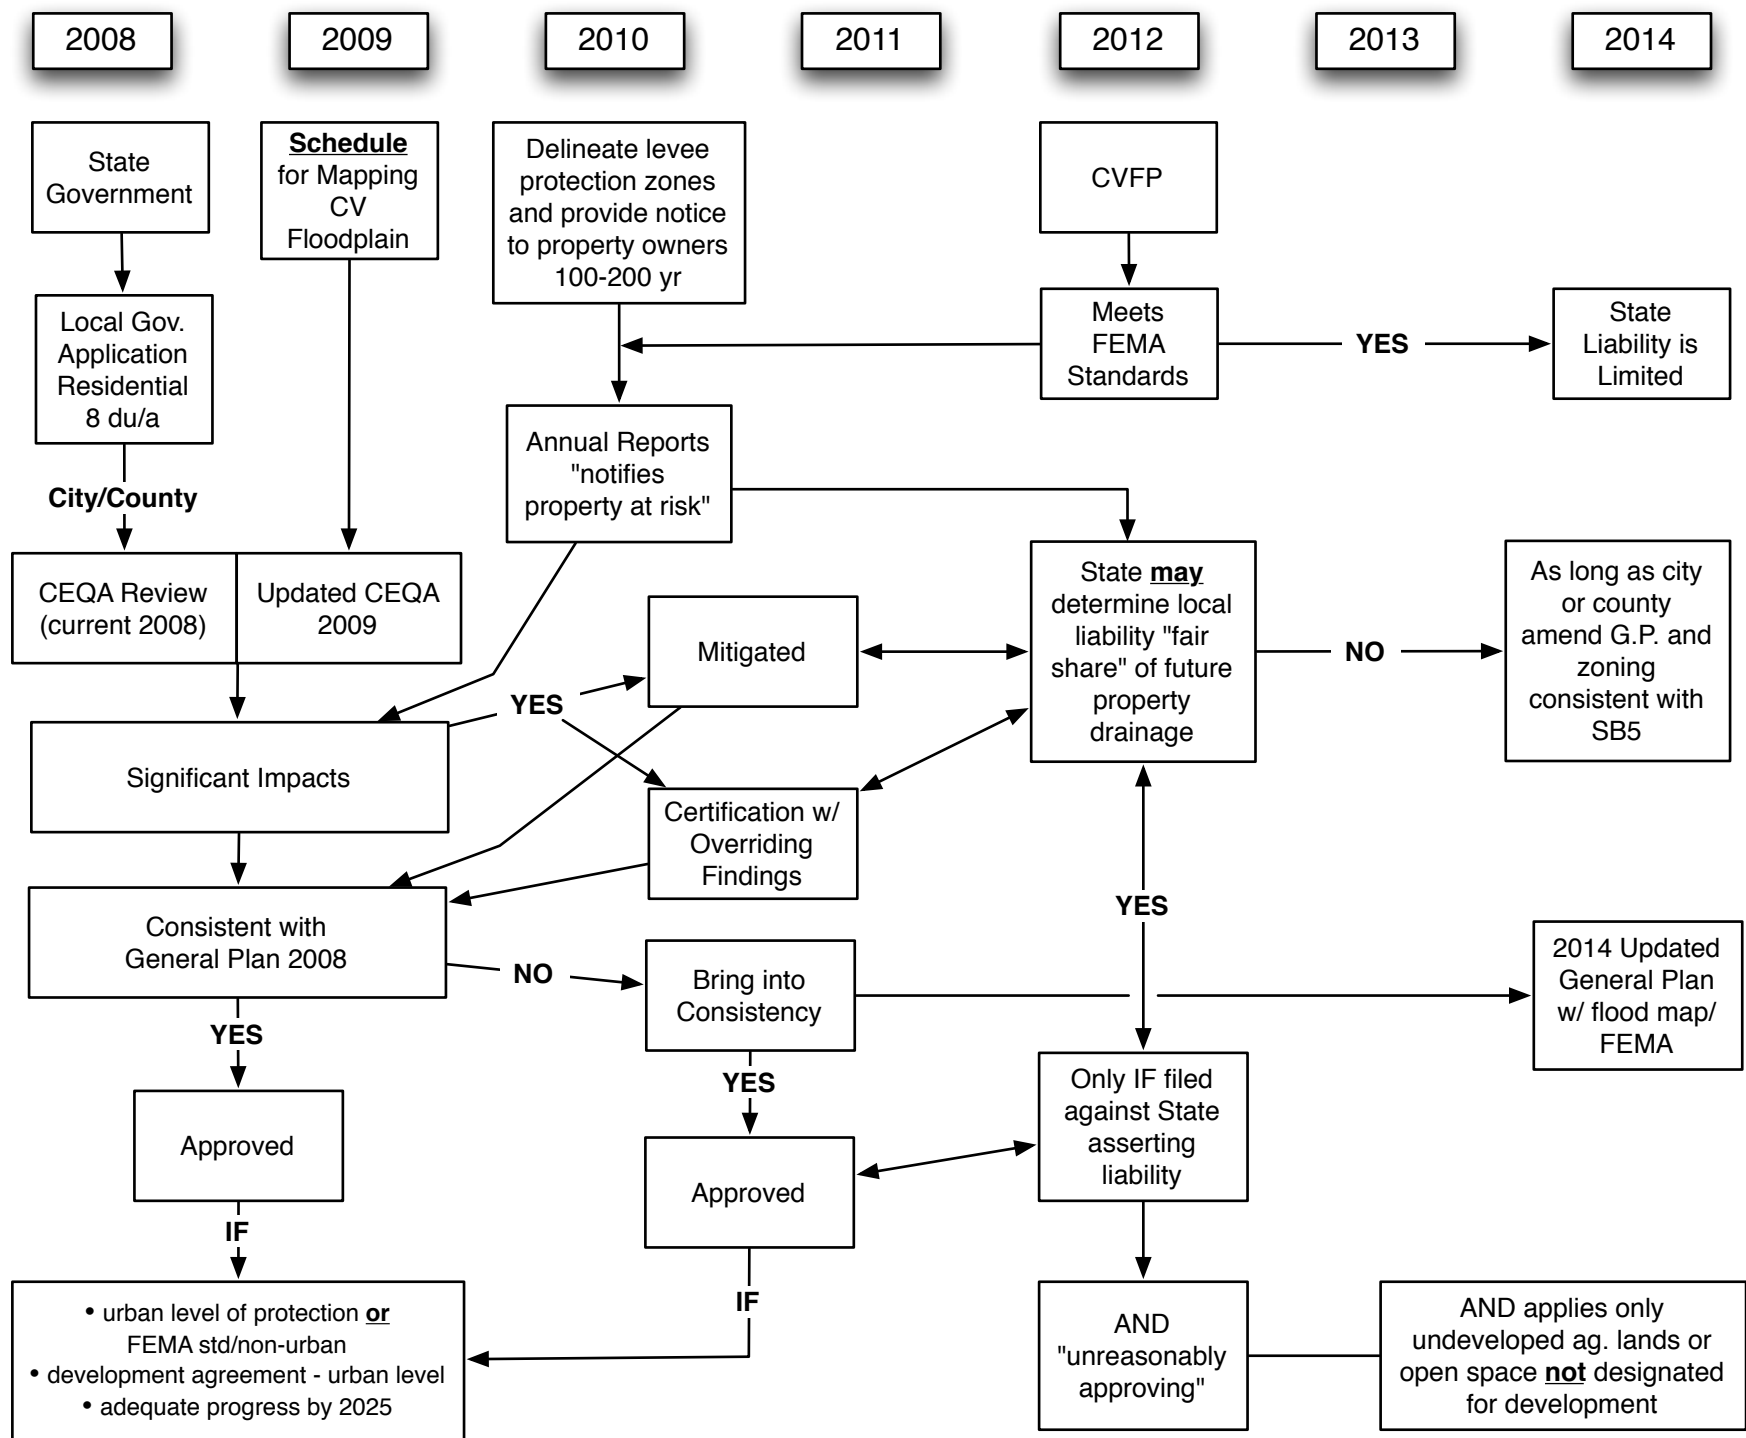 2008
2009
2010
2011
2012
2013
2014
State
Government
Schedule
for Mapping
CV
Floodplain
Delineate levee
protection zones
and provide notice
to property owners
100-200 yr
CVFP
Local Gov.
Application
Residential
8 du/a
Meets
FEMA
Standards
YES
State
Liability is
Limited
Annual Reports
"notifies
property at risk"
City/County
CEQA Review
(current 2008)
Updated CEQA
2009
Mitigated
State may
determine local
liability "fair
share" of future
property
drainage
NO
As long as city
or county
amend G.P. and
zoning
consistent with
SB5
YES
Significant Impacts
Certification w/
Overriding
Findings
YES
Consistent with
General Plan 2008
NO
Bring into
Consistency
2014 Updated
General Plan
w/ flood map/
FEMA
YES
YES
Only IF filed
against State
asserting
liability
Approved
Approved
IF
IF
• urban level of protection or
FEMA std/non-urban
• development agreement - urban level
• adequate progress by 2025
AND
"unreasonably
approving"
AND applies only
undeveloped ag. lands or
open space not designated
for development